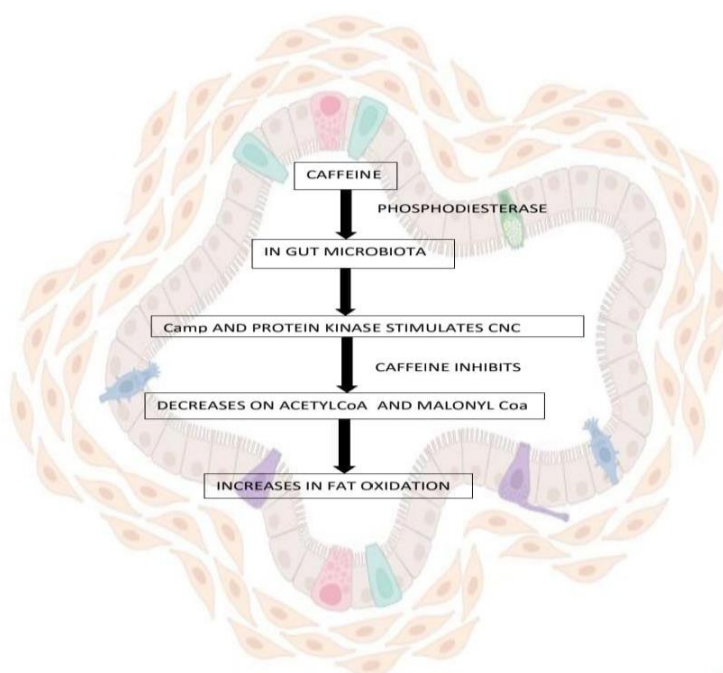 CAFFEINE
PHOSPHODIESTERASE
IN GUT MICROBIOTA
Camp AND PROTEIN KINASE STIMULATES CNC
CAFFEINE INHIBITS
DECREASES ON ACETYLCoA AND MALONYL Coa
INCREASES IN FAT OXIDATION